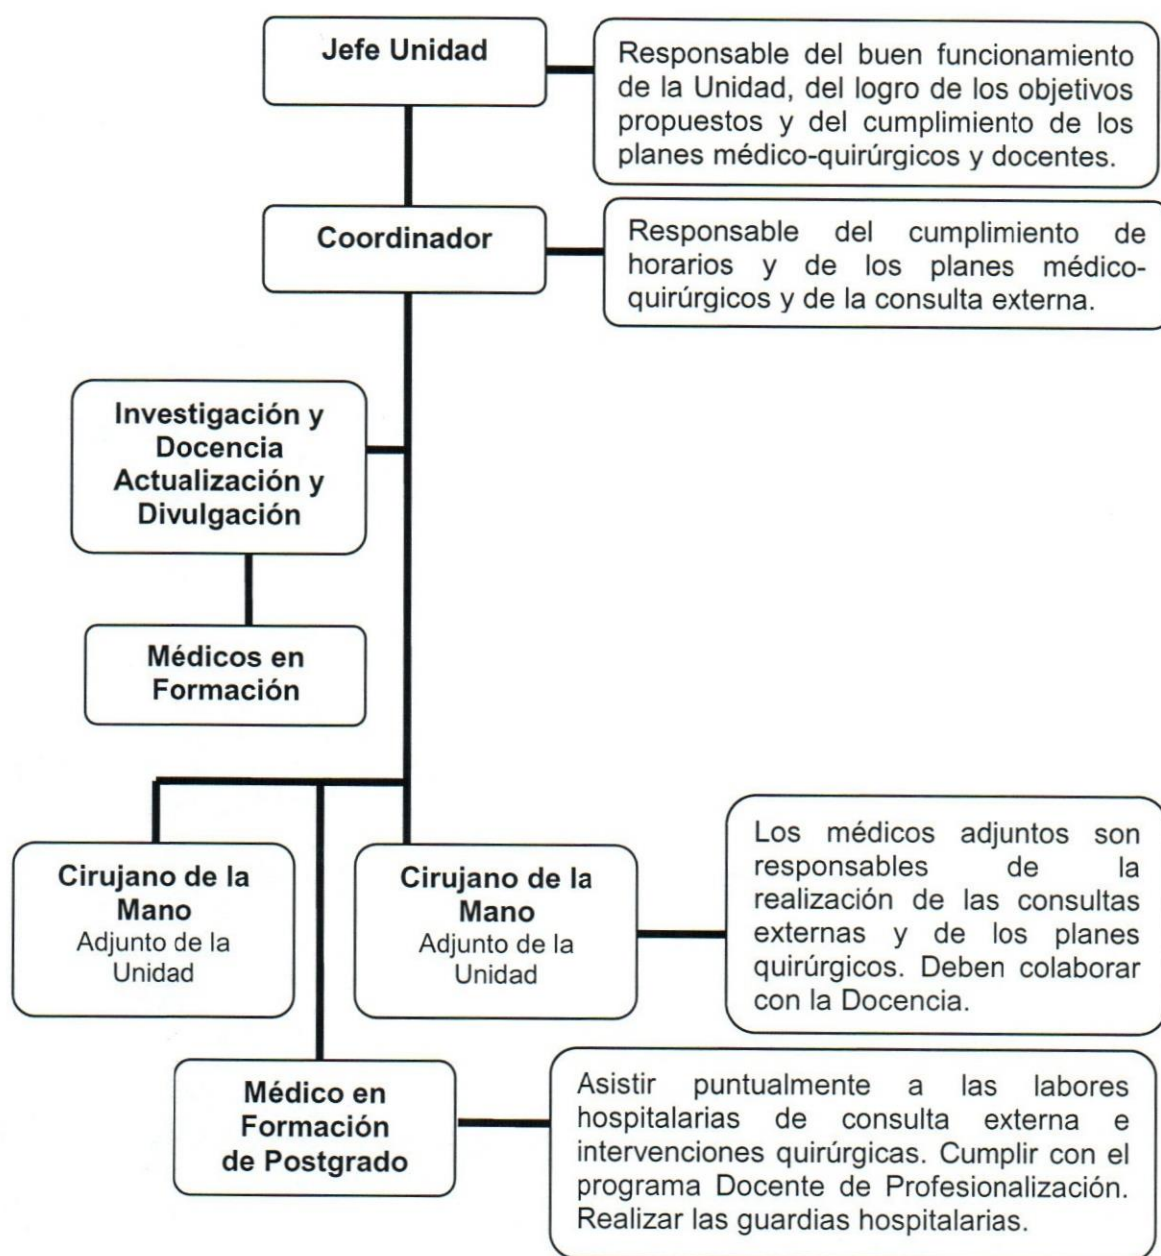 Jefe Unidad
Responsable del buen funcionamiento
de la Unidad, del logro de los objetivos
propuestos y del cumplimiento de los
planes médico-quirúrgicos y docentes.
Coordinador
Responsable del cumplimiento de
horarios y de los planes médico-
quirúrgicos y de la consulta externa.
Investigación y
Docencia
Actualización y
Divulgación
Médicos en
Formación
Cirujano de la
Mano
Adjunto de la
Unidad
Cirujano de la
Mano
Adjunto de la
Unidad
Los médicos adjuntos son
responsables de la
realización de las consultas
externas y de los planes
quirúrgicos. Deben colaborar
con la Docencia.
Médico en
Formación
de Postgrado
Asistir puntualmente a las labores
hospitalarias de consulta externa e
intervenciones quirúrgicas. Cumplir con el
programa Docente de Profesionalización.
Realizar las guardias hospitalarias.